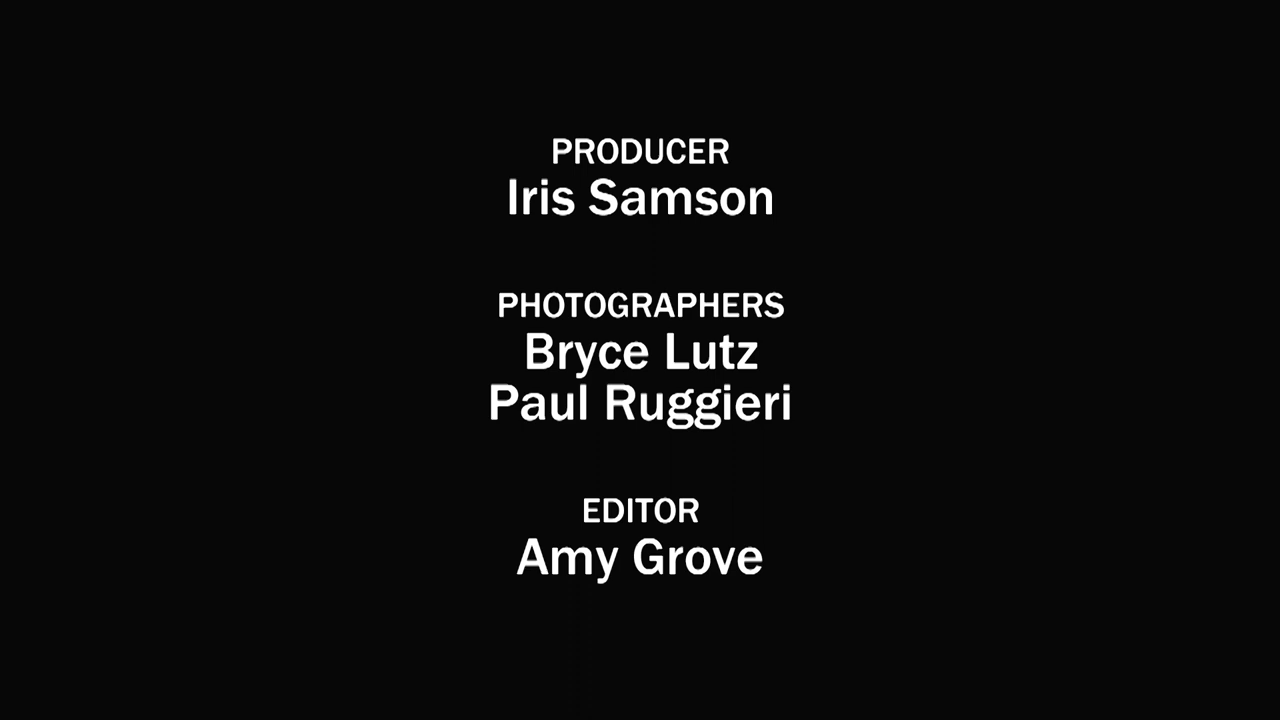 PRODUCER
Iris Samson
PHOTOGRAPHERS
Bryce Lutz
Paul Ruggieri
EDITOR
Amy Grove